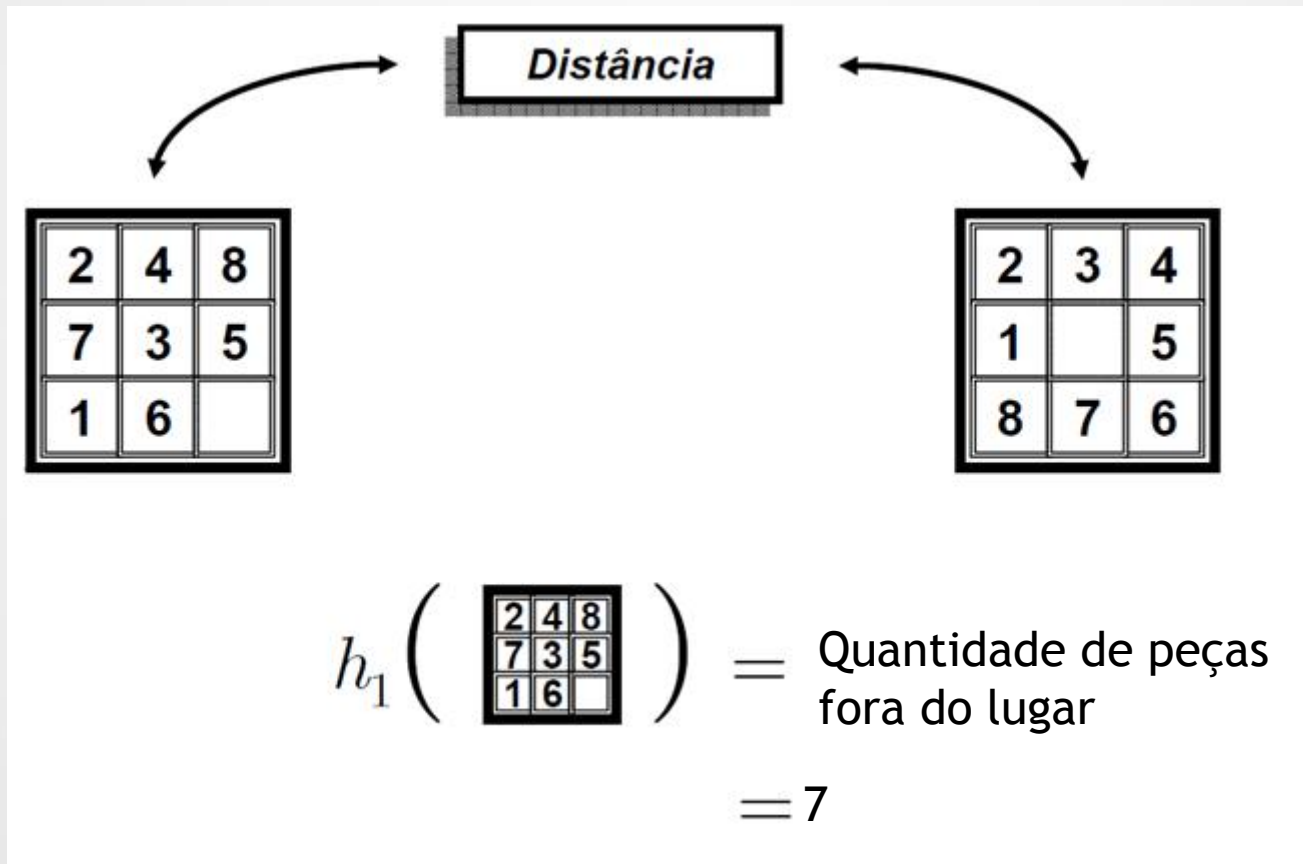 Distância
2 4 8
7 3 5
1 6
2 3 4
1 5
8 7 6
h1( 2 4 8 ) = Quantidade de peças
7 3 5 fora do lugar
1 6
= 7